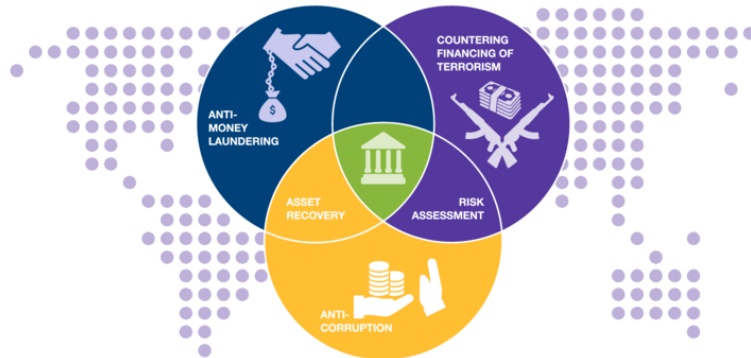 COUNTERING
FINANCING OF
TERRORISM
$
ANTI-
MONEY
LAUNDERING
ASSET
RECOVERY
RISK
ASSESSMENT
ANTI-
CORRUPTION